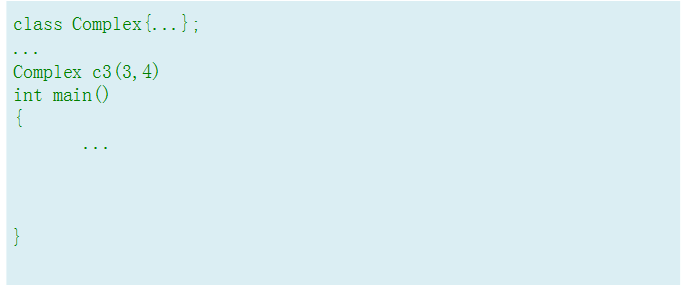 class Complex{...};
...
Complex c3(3,4)
int main()
{
...
}